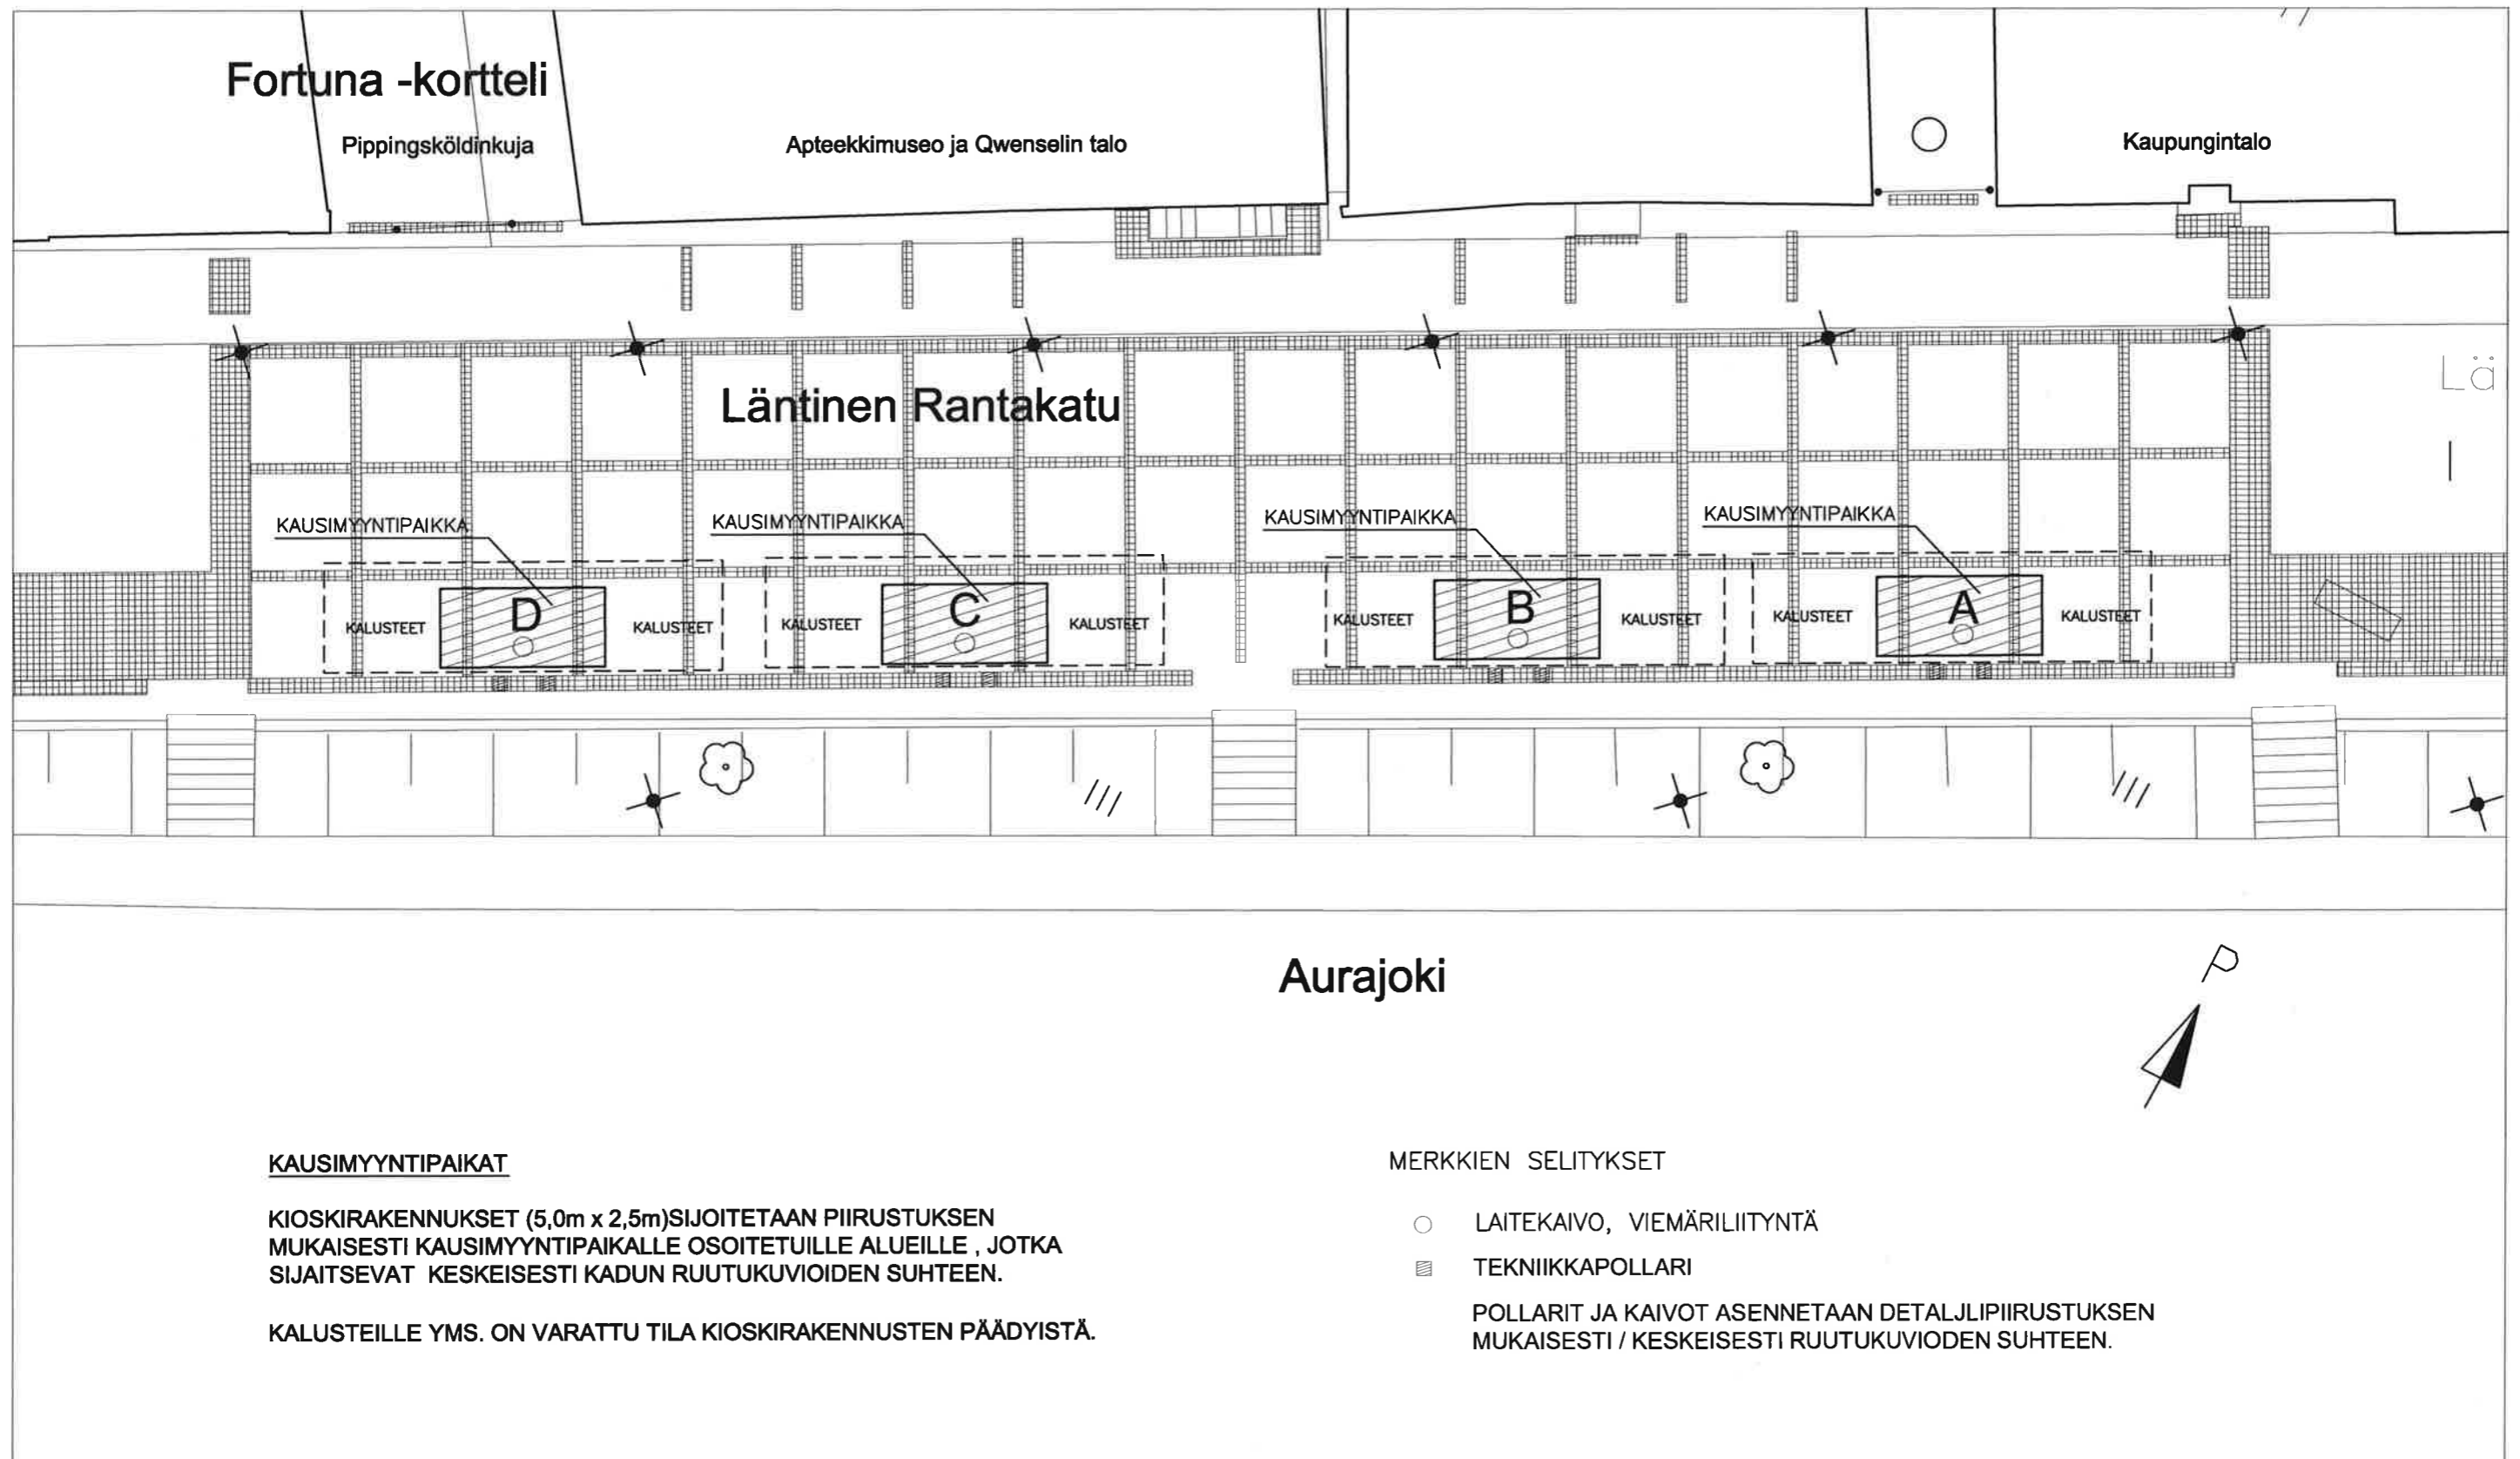 Fortuna -kortteli
Pippingsköldinkuja
Apteekkimuseo ja Qwenselin talo
Kaupungintalo
Lä
Läntinen Rantakatu
KAUSIMYYNTIPAIKKA
KAUSIMYYNTIPAIKKA
KAUSIMYYNTIPAIKKA
KAUSIMYYNTIPAIKKA
KALUSTEET
D
KALUSTEET
KALUSTEET
C
KALUSTEET
KALUSTEET
B
KALUSTEET
KALUSTEET
A
KALUSTEET
Aurajoki
P
KAUSIMYYNTIPAIKAT
KIOSKIRAKENNUKSET (5,0m x 2,5m)SIJOITETAAN PIIRUSTUKSEN
MUKAISESTI KAUSIMYYNTIPAIKALLE OSOITETUILLE ALUEILLE , JOTKA
SIJAITSEVAT KESKEISESTI KADUN RUUTUKUVIOIDEN SUHTEEN.
KALUSTEILLE YMS. ON VARATTU TILA KIOSKIRAKENNUSTEN PÄÄDYISTÄ.
MERKKIEN SELITYKSET
LAITEKAIVO, VIEMÄRILIITYNTÄ
TEKNIIKKAPOLLARI
POLLARIT JA KAIVOT ASENNETAAN DETALJLIPIIRUSTUKSEN
MUKAISESTI / KESKEISESTI RUUTUKUVIODEN SUHTEEN.